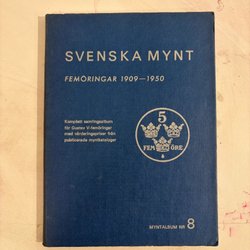 SVENSKA MYNT
FEMÖRINGAR 1909—1950
Komplett samlingsalbum
för Gustav V-femöringar
med värderingspriser från
publicerade myntkataloger
5
FEM ÖRE
MYNTALBUM NR 8